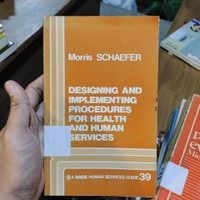 Morris SCHAEFER
DESIGNING AND
IMPLEMENTING
PROCEDURES
FOR HEALTH
AND HUMAN
SERVICES
A SAGE HUMAN SERVICES GUIDE 39